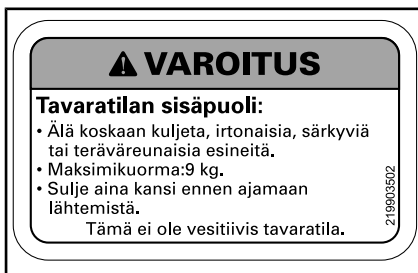 VAROITUS
Tavaratilan sisäpuoli:
• Älä koskaan kuljeta, irtonaisia, särkyviä
tai teräväreunaisia esineitä.
• Maksimikuorma:9 kg.
• Sulje aina kansi ennen ajamaan
lähtemistä.
Tämä ei ole vesitiivis tavaratila.
219903502